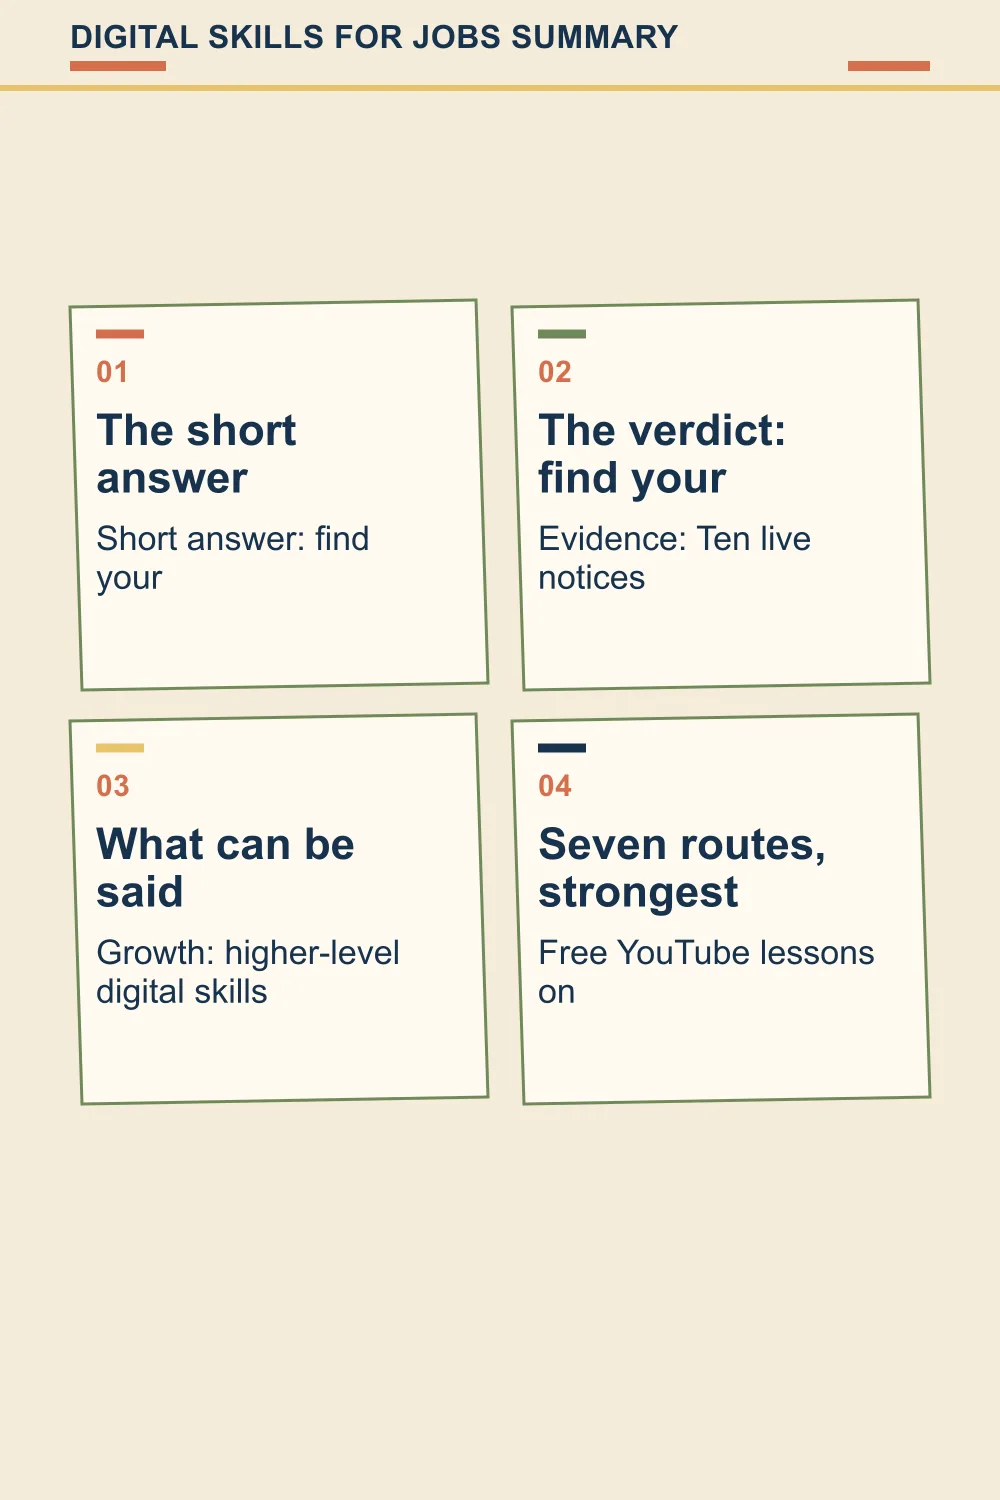 DIGITAL SKILLS FOR JOBS SUMMARY
01
The short
answer
Short answer: find
your
02
The verdict:
find your
Evidence: Ten live
notices
03
What can be
said
Growth: higher-level
digital skills
04
Seven routes,
strongest
Free YouTube lessons
on